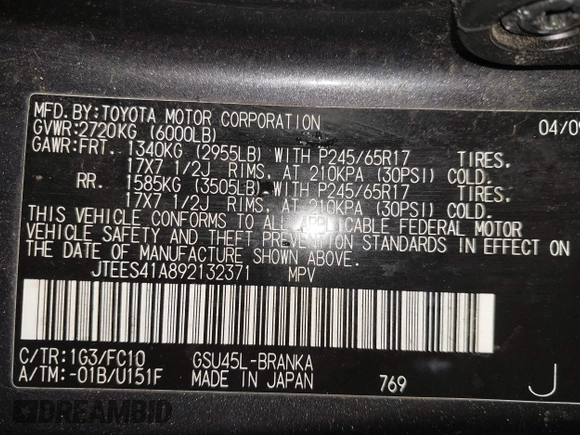 MFD.BY:TOYOTA MOTOR CORPORATION 04/09
GVWR:2720KG (6000LB)
GAWR:FRT. 1340KG (2955LB) WITH P245/65R17 TIRES,
17X7 1/2J RIMS, AT 210KPA (30PSI) COLD.
RR. 1585KG (3505LB) WITH P245/65R17 TIRES,
17X7 1/2J RIMS, AT 210KPA (30PSI) COLD.
THIS VEHICLE CONFORMS TO ALL APPLICABLE FEDERAL MOTOR
VEHICLE SAFETY AND THEFT PREVENTION STANDARDS IN EFFECT ON
THE DATE OF MANUFACTURE SHOWN ABOVE.
JTEES41A892132371 MPV
C/TR:1G3/FC10 GSU45L-BRANKA
A/TM:-01B/U151F MADE IN JAPAN 769 J
DREAMBID